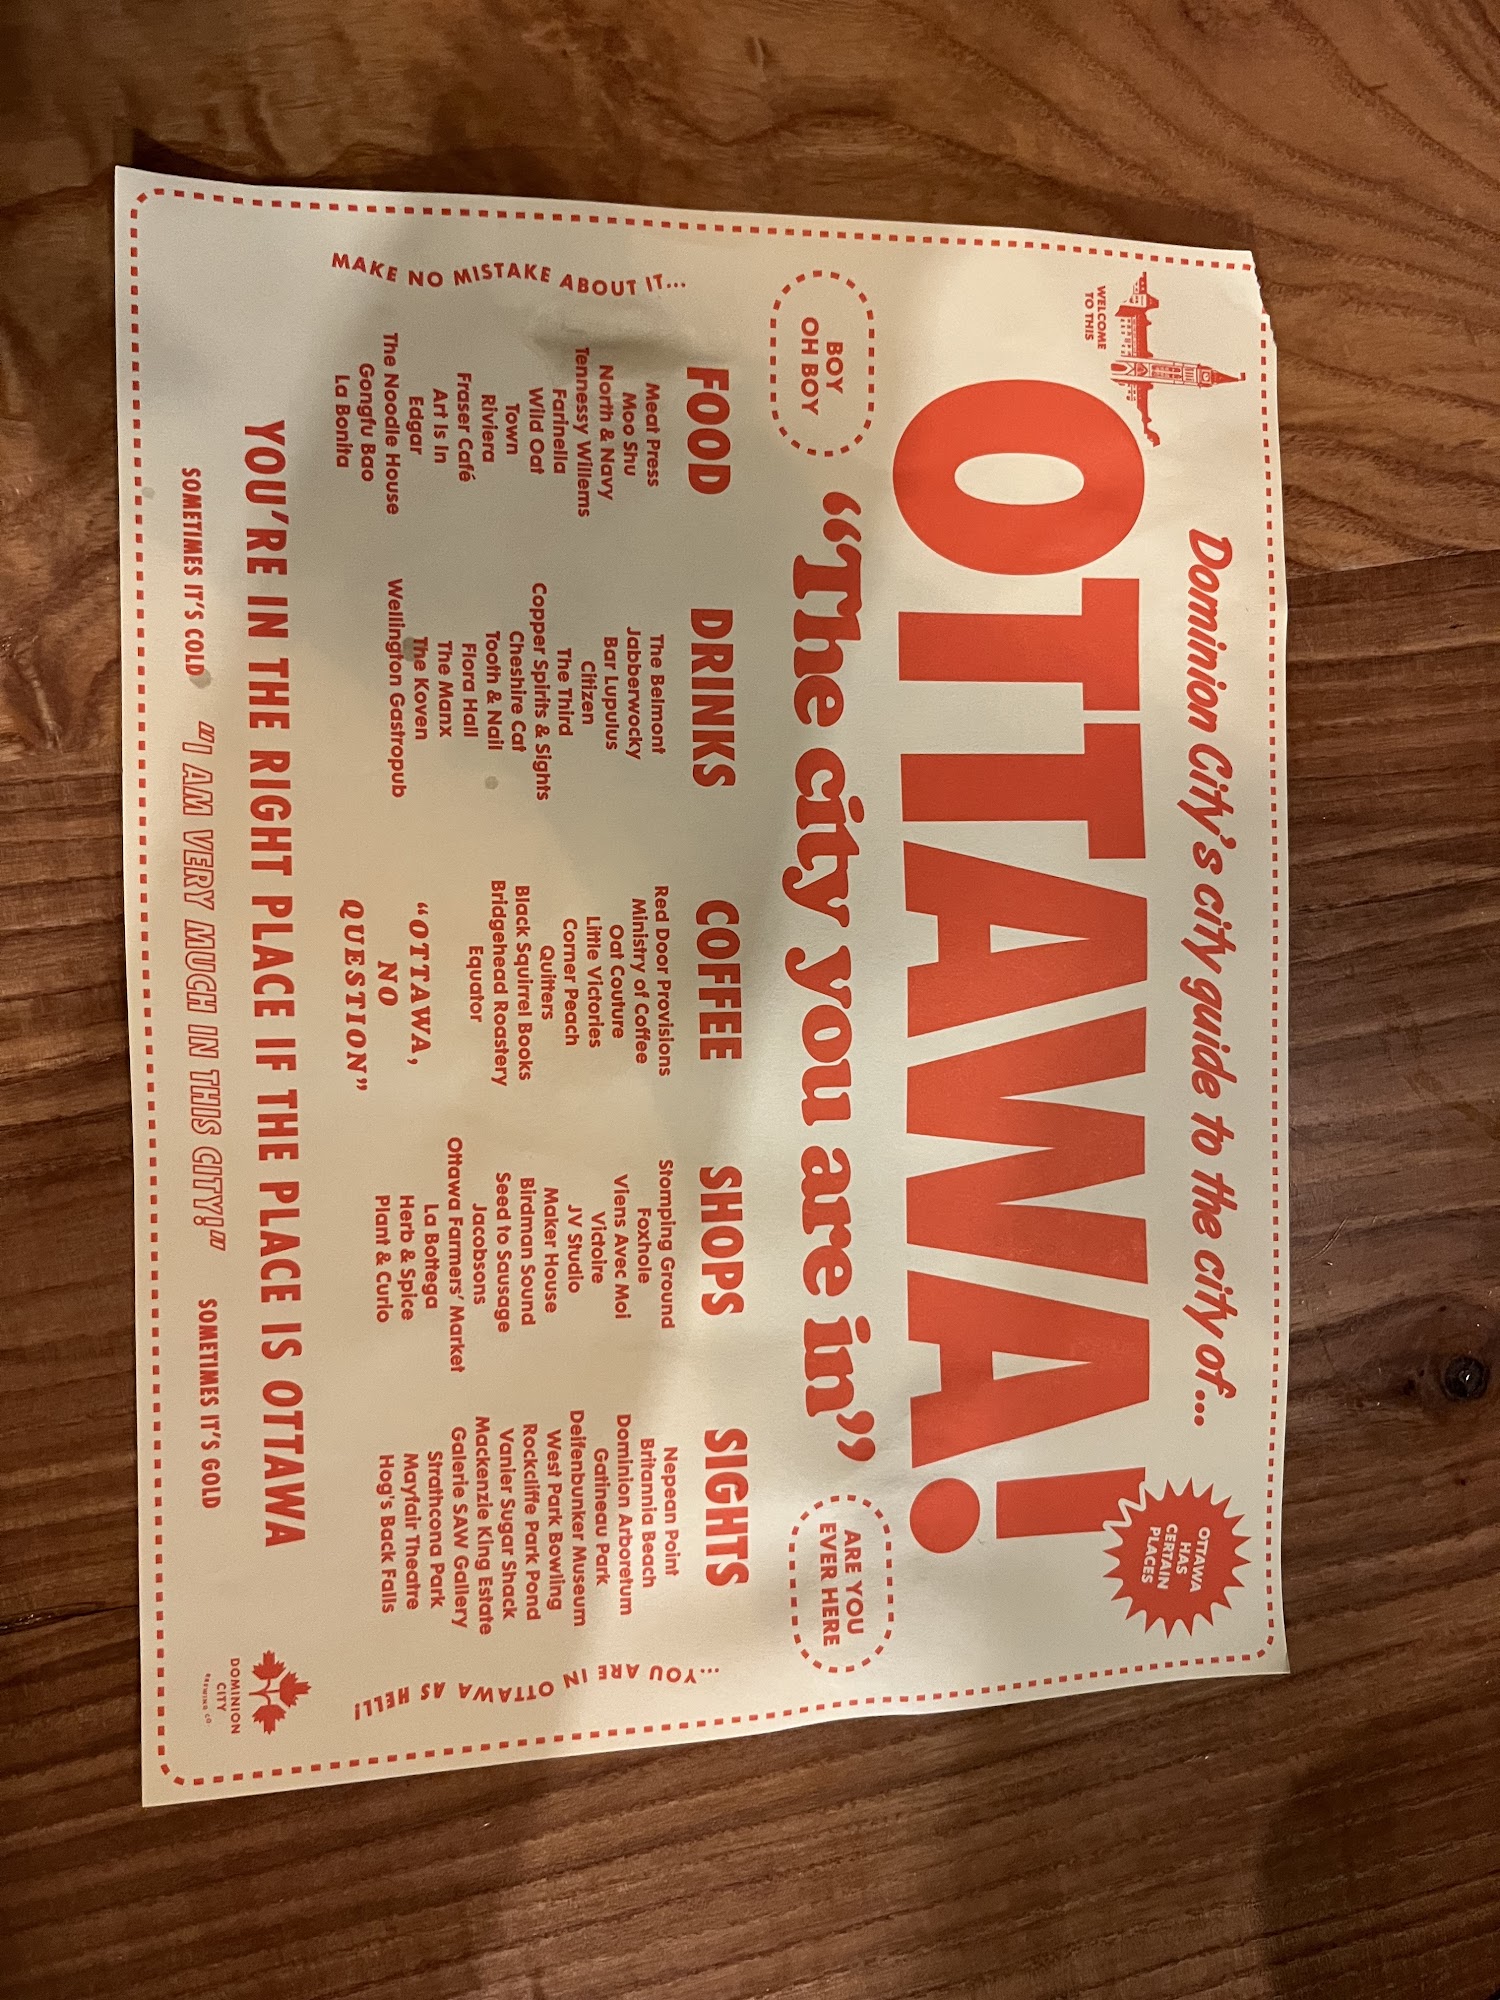 Dominion City's city guide to the city of...
WELCOME
TO THIS
OTTAWA!
OTTAWA
HAS
CERTAIN
PLACES
BOY
OH BOY
"The city you are in"
ARE YOU
EVER HERE
MAKE NO MISTAKE ABOUT IT...
FOOD
Meat Press
Moo Shu
North & Navy
Tennessy Willems
Farinella
Wild Oat
Town
Riviera
Fraser Café
Art Is In
Edgar
The Noodle House
Gongfu Bao
La Bonita
DRINKS
The Belmont
Jabberwocky
Bar Lupulus
Citizen
The Third
Copper Spirits & Sights
Cheshire Cat
Tooth & Nail
Flora Hall
The Manx
The Koven
Wellington Gastropub
COFFEE
Red Door Provisions
Ministry of Coffee
Oat Couture
Little Victories
Corner Peach
Quitters
Black Squirrel Books
Bridgehead Roastery
Equator
"OTTAWA,
NO
QUESTION"
SHOPS
Stomping Ground
Foxhole
Viens Avec Moi
Victoire
JV Studio
Maker House
Birdman Sound
Seed to Sausage
Jacobsons
Ottawa Farmers' Market
La Bottega
Herb & Spice
Plant & Curio
SIGHTS
Nepean Point
Britannia Beach
Dominion Arboretum
Gatineau Park
Deifenbunker Museum
West Park Bowling
Rockcliffe Park Pond
Vanier Sugar Shack
Mackenzie King Estate
Galerie SAW Gallery
Strathcona Park
Mayfair Theatre
Hog's Back Falls
...YOU ARE IN OTTAWA AS HELL!
YOU'RE IN THE RIGHT PLACE IF THE PLACE IS OTTAWA
SOMETIMES IT'S COLD
"I AM VERY MUCH IN THIS CITY!"
SOMETIMES IT'S GOLD
DOMINION
CITY
BREWING CO.